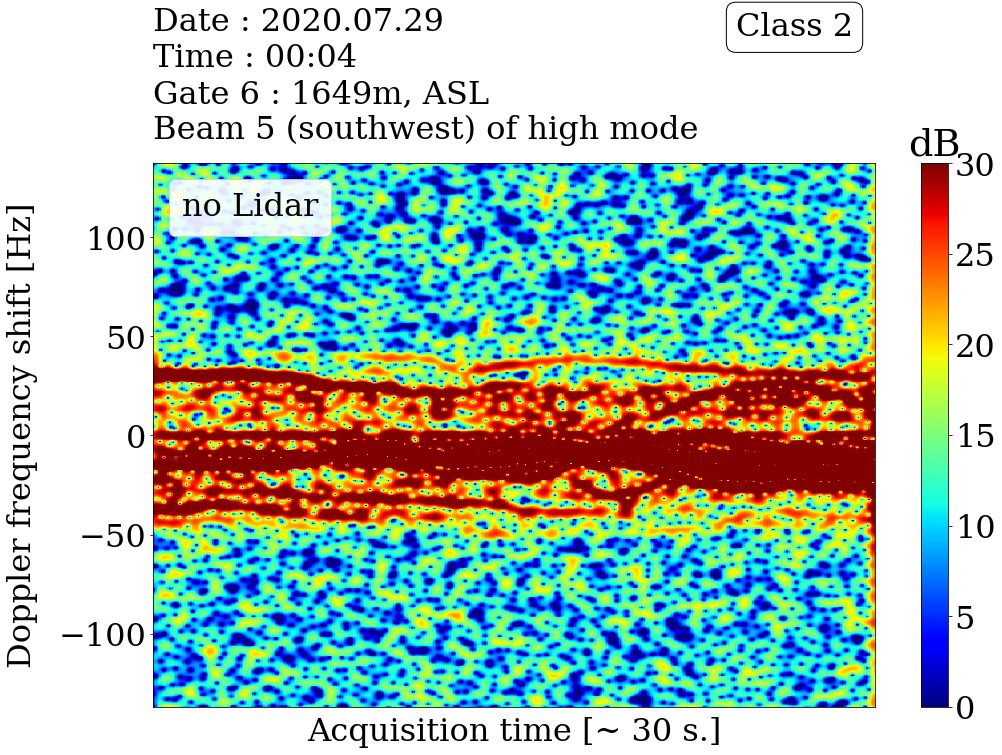 Date : 2020.07.29
Time : 00:04
Gate 6 : 1649m, ASL
Beam 5 (southwest) of high mode
Class 2
dB
no Lidar
Doppler frequency shift [Hz]
100
50
0
−50
−100
30
25
20
15
10
5
0
Acquisition time [~ 30 s.]